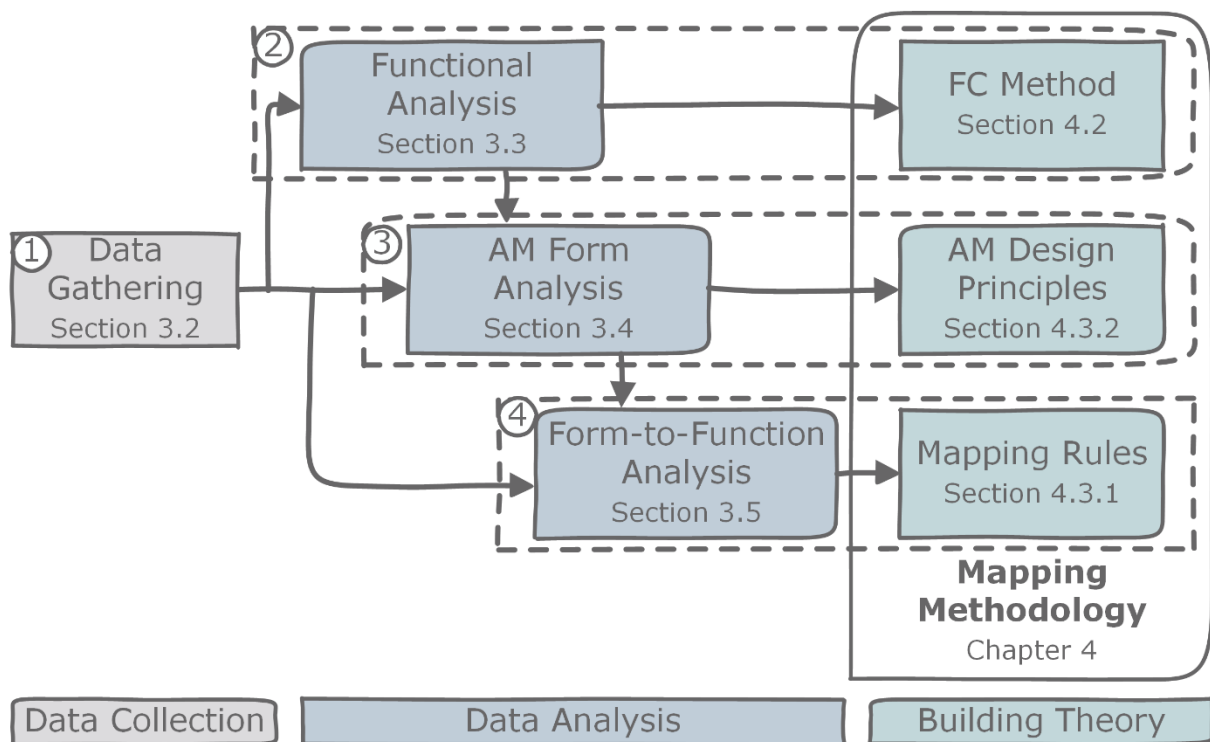 2
Functional
Analysis
Section 3.3
FC Method
Section 4.2
1
Data
Gathering
Section 3.2
3
AM Form
Analysis
Section 3.4
AM Design
Principles
Section 4.3.2
4
Form-to-Function
Analysis
Section 3.5
Mapping Rules
Section 4.3.1
Mapping
Methodology
Chapter 4
Data Collection
Data Analysis
Building Theory